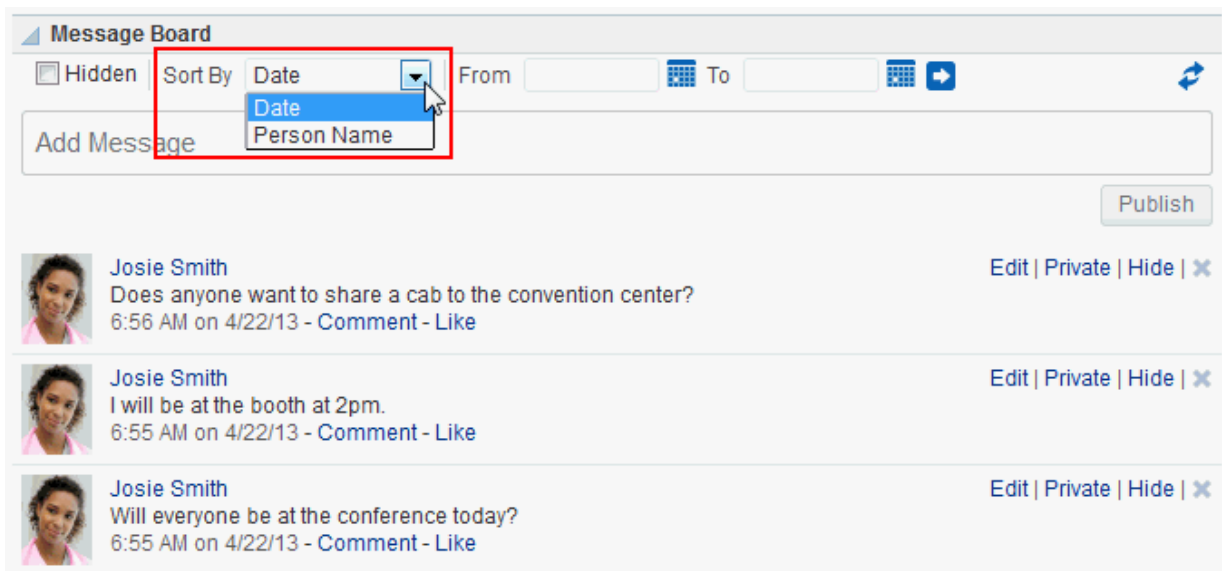 Message Board
Hidden Sort By Date From To
Date
Person Name
Add Message
Publish
Josie Smith Edit | Private | Hide |
Does anyone want to share a cab to the convention center?
6:56 AM on 4/22/13 - Comment - Like
Josie Smith Edit | Private | Hide |
I will be at the booth at 2pm.
6:55 AM on 4/22/13 - Comment - Like
Josie Smith Edit | Private | Hide |
Will everyone be at the conference today?
6:55 AM on 4/22/13 - Comment - Like